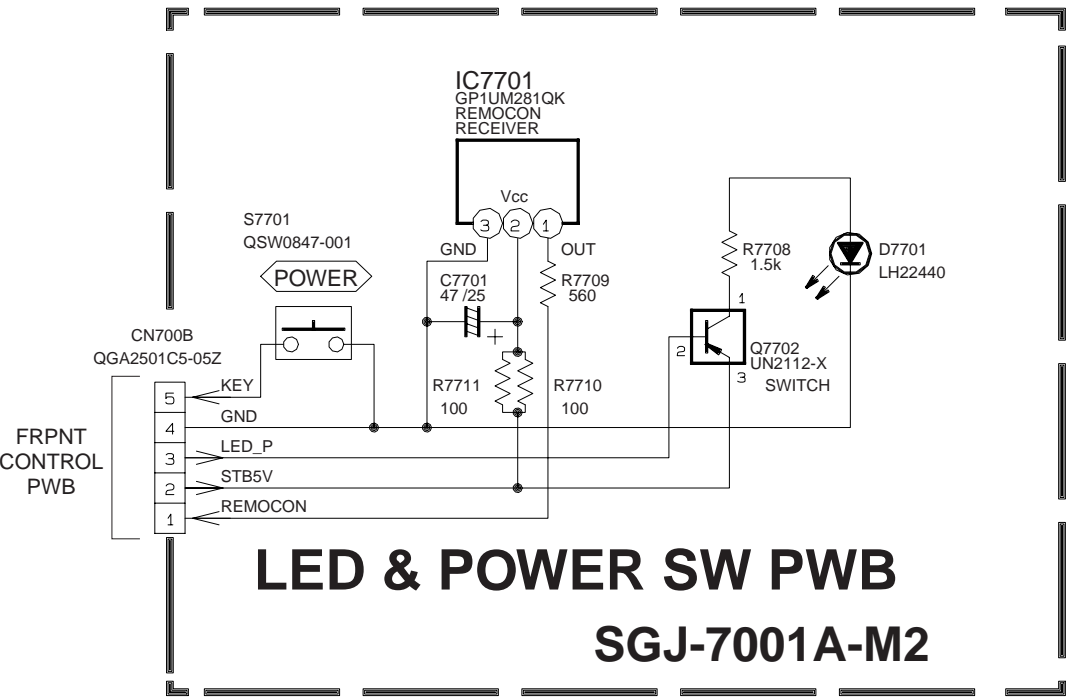 IC7701
GP1UM281QK
REMOCON
RECEIVER
Vcc
3
2
1
GND
OUT
S7701
QSW0847-001
POWER
C7701
47 /25
+
R7709
560
R7708
1.5k
D7701
LH22440
1
2
3
Q7702
UN2112-X
SWITCH
CN700B
QGA2501C5-05Z
R7711
100
R7710
100
FRPNT
CONTROL
PWB
5
KEY
4
GND
3
LED_P
2
STB5V
1
REMOCON
LED & POWER SW PWB
SGJ-7001A-M2